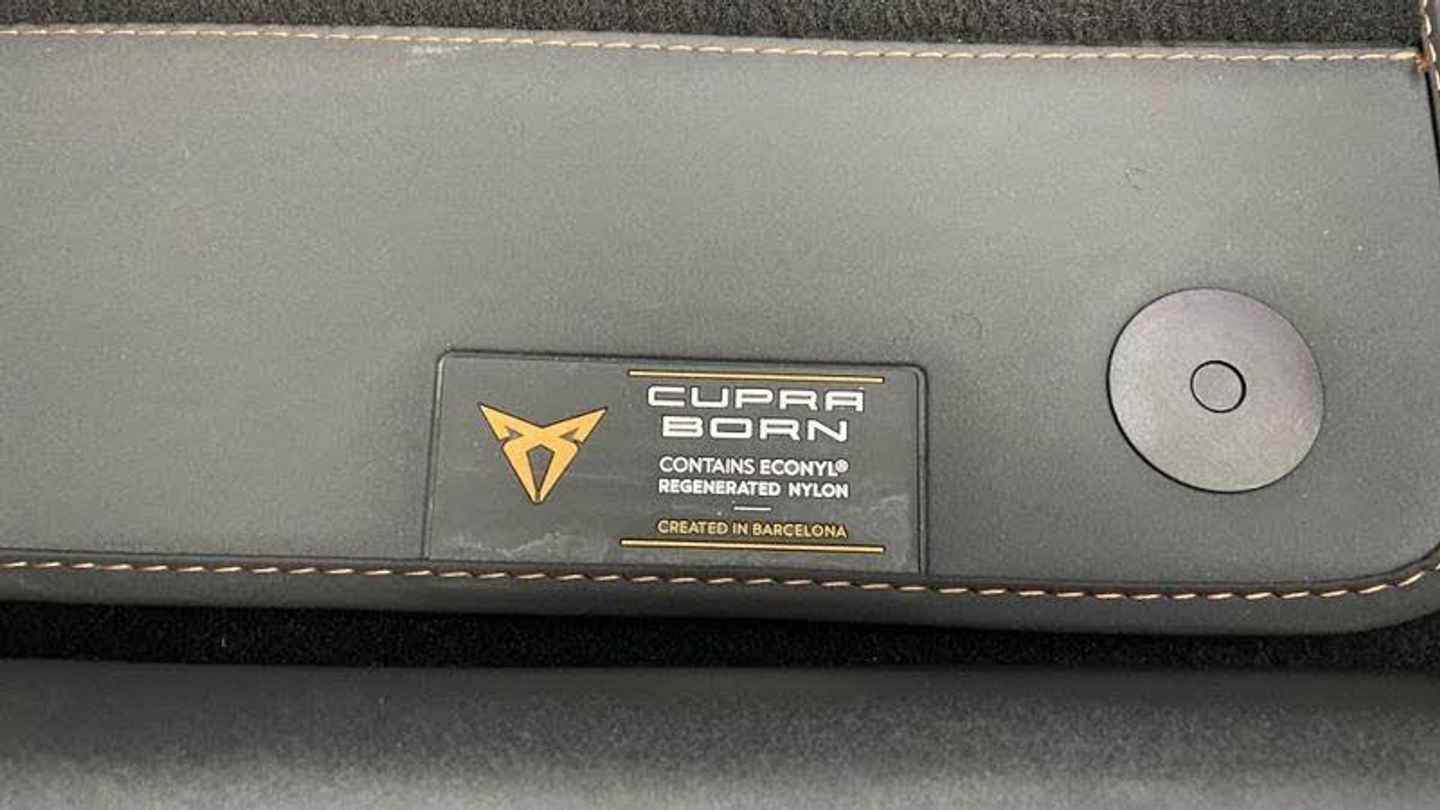 CUPRA
BORN
CONTAINS ECONYL®
REGENERATED NYLON
CREATED IN BARCELONA